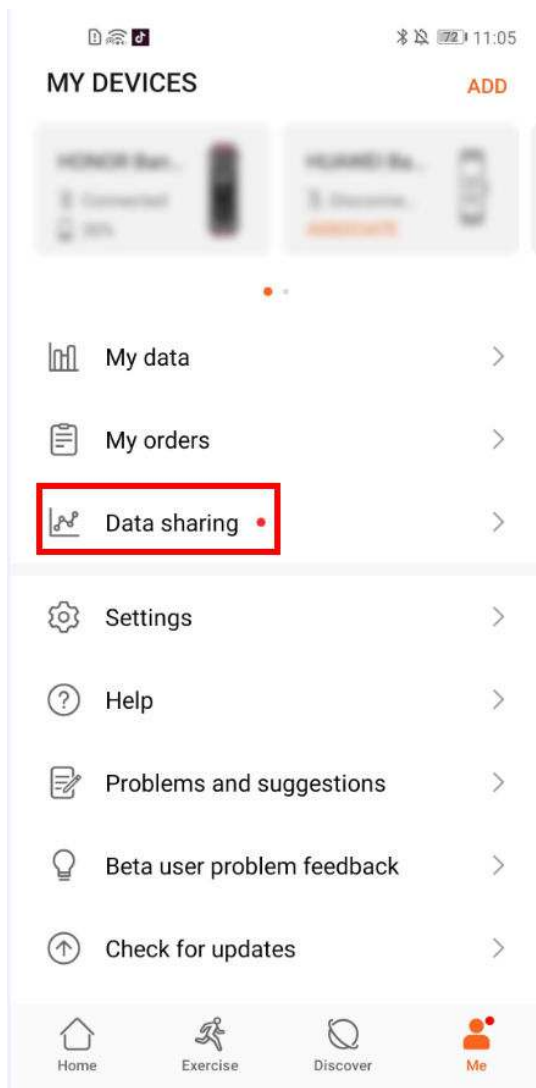 72 11:05
MY DEVICES ADD
My data
My orders
Data sharing
Settings
Help
Problems and suggestions
Beta user problem feedback
Check for updates
Home Exercise Discover Me